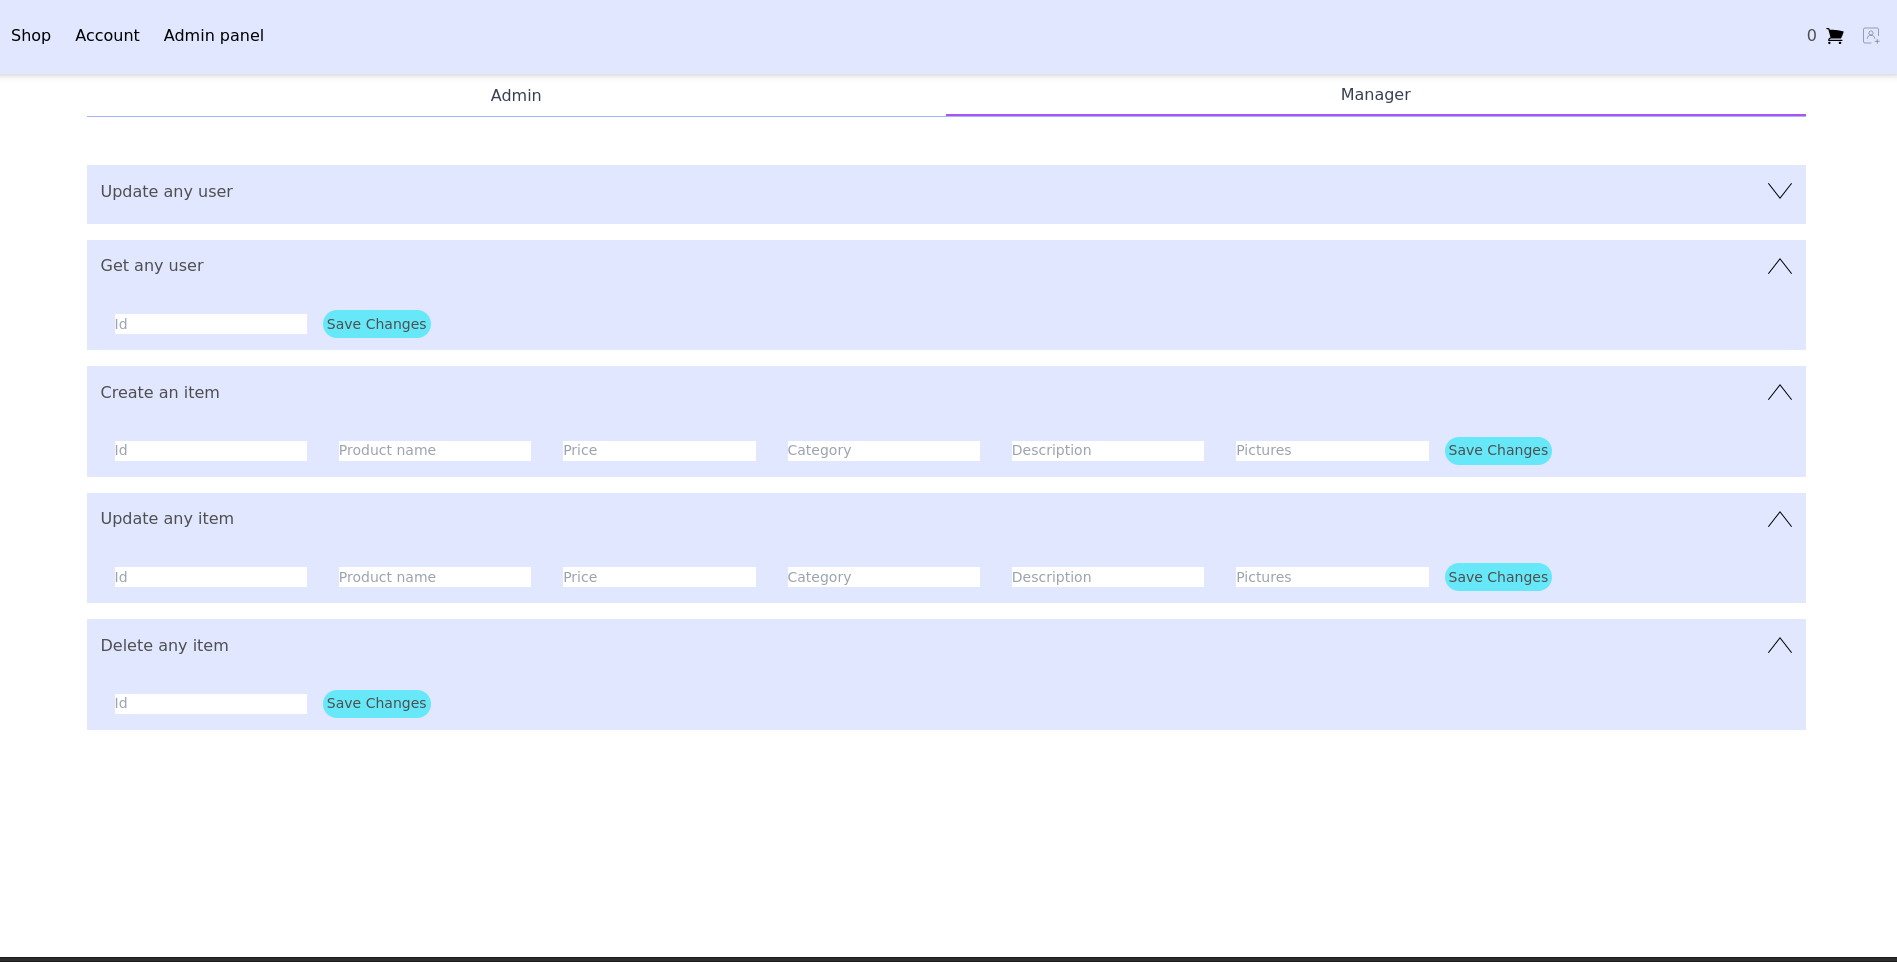 Shop Account Admin panel 0
Admin Manager
Update any user
Get any user
Id Save Changes
Create an item
Id Product name Price Category Description Pictures Save Changes
Update any item
Id Product name Price Category Description Pictures Save Changes
Delete any item
Id Save Changes